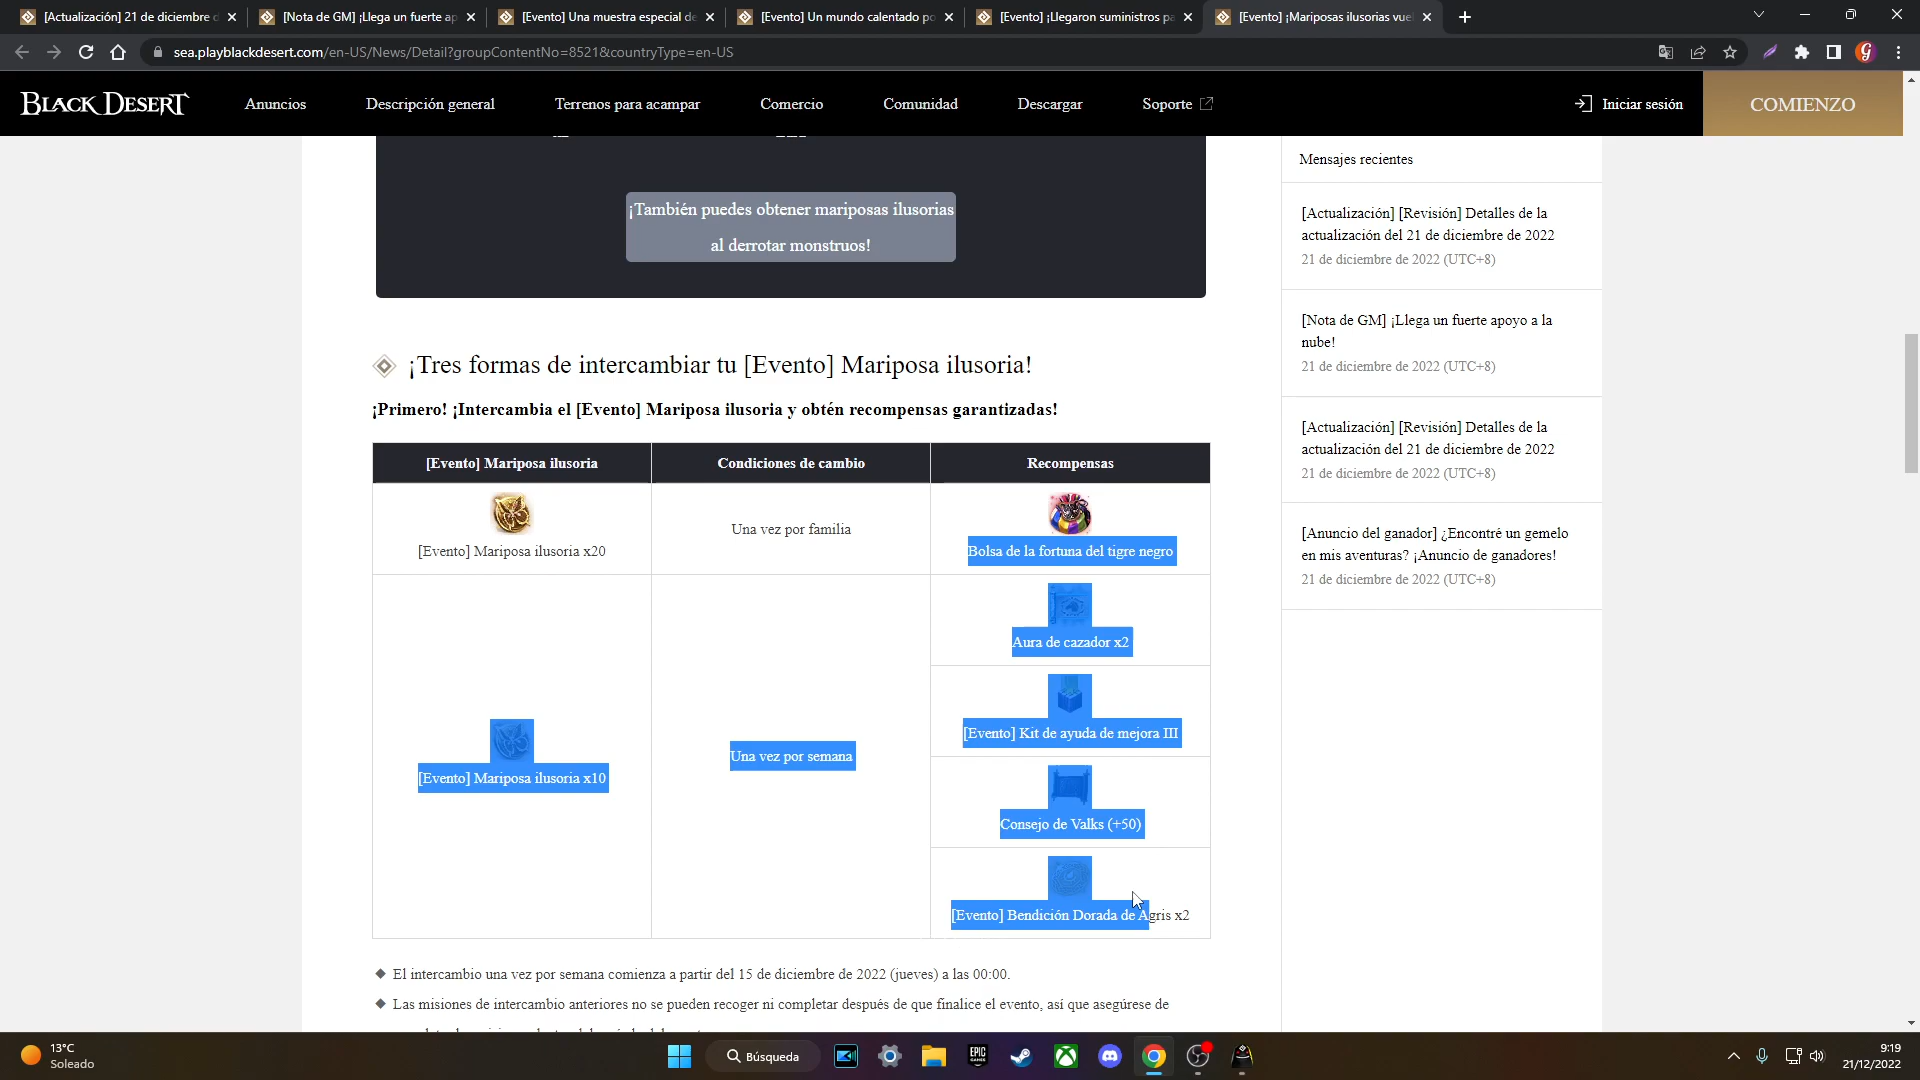 [Actualización] 21 de diciembre d
[Nota de GM] ¡Llega un fuerte ap
[Evento] Una muestra especial de
[Evento] Un mundo calentado po
[Evento] ¡Llegaron suministros pa
[Evento] ¡Mariposas ilusorias vuel
sea.playblackdesert.com/en-US/News/Detail?groupContentNo=8521&countryType=en-US
BLACK DESERT
Anuncios
Descripción general
Terrenos para acampar
Comercio
Comunidad
Descargar
Soporte
Iniciar sesión
COMIENZO
¡También puedes obtener mariposas ilusorias
al derrotar monstruos!
¡Tres formas de intercambiar tu [Evento] Mariposa ilusoria!
¡Primero! ¡Intercambia el [Evento] Mariposa ilusoria y obtén recompensas garantizadas!
[Evento] Mariposa ilusoria
Condiciones de cambio
Recompensas
[Evento] Mariposa ilusoria x20
Una vez por familia
Bolsa de la fortuna del tigre negro
[Evento] Mariposa ilusoria x10
Una vez por semana
Aura de cazador x2
[Evento] Kit de ayuda de mejora III
Consejo de Valks (+50)
[Evento] Bendición Dorada de Agris x2
El intercambio una vez por semana comienza a partir del 15 de diciembre de 2022 (jueves) a las 00:00.
Las misiones de intercambio anteriores no se pueden recoger ni completar después de que finalice el evento, así que asegúrese de
Mensajes recientes
[Actualización] [Revisión] Detalles de la
actualización del 21 de diciembre de 2022
21 de diciembre de 2022 (UTC+8)
[Nota de GM] ¡Llega un fuerte apoyo a la
nube!
21 de diciembre de 2022 (UTC+8)
[Actualización] [Revisión] Detalles de la
actualización del 21 de diciembre de 2022
21 de diciembre de 2022 (UTC+8)
[Anuncio del ganador] ¿Encontré un gemelo
en mis aventuras? ¡Anuncio de ganadores!
21 de diciembre de 2022 (UTC+8)
13°C
Soleado
Búsqueda
EPIC
GAMES
9:19
21/12/2022